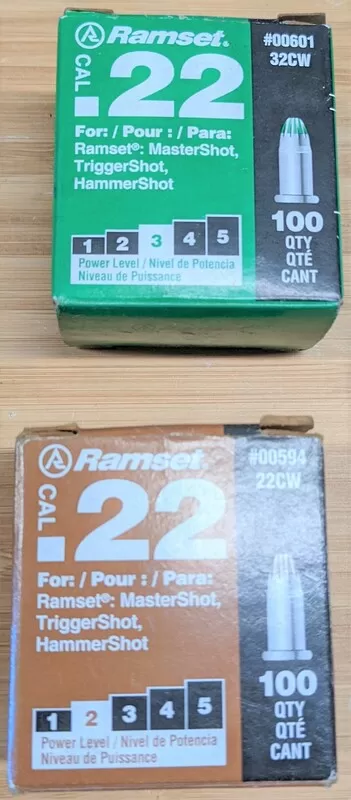 Ramset®
#00601
32CW
CAL .22
For: / Pour : / Para:
Ramset®: MasterShot,
TriggerShot,
HammerShot
100
QTY
QTÉ
CANT
1 2 3 4 5
Power Level / Nivel de Potencia
Niveau de Puissance
Ramset®
#00594
22CW
CAL .22
For: / Pour : / Para:
Ramset®: MasterShot,
TriggerShot,
HammerShot
100
QTY
QTÉ
CANT
1 2 3 4 5
Power Level / Nivel de Potencia
Niveau de Puissance